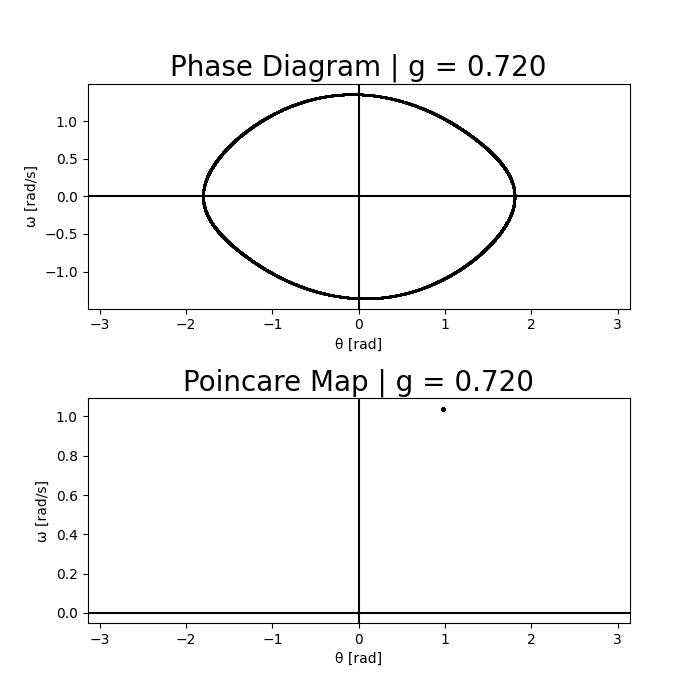 Phase Diagram | g = 0.720
1.0
0.5
0.0
−0.5
−1.0
ω [rad/s]
−3 −2 −1 0 1 2 3
θ [rad]
Poincare Map | g = 0.720
1.0
0.8
0.6
0.4
0.2
0.0
ω [rad/s]
−3 −2 −1 0 1 2 3
θ [rad]